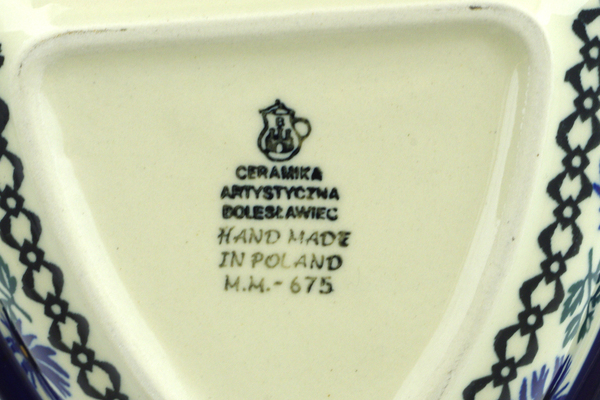 CERAMIKA
ARTYSTYCZNA
BOLESŁAWIEC
HAND MADE
IN POLAND
M.M.-675